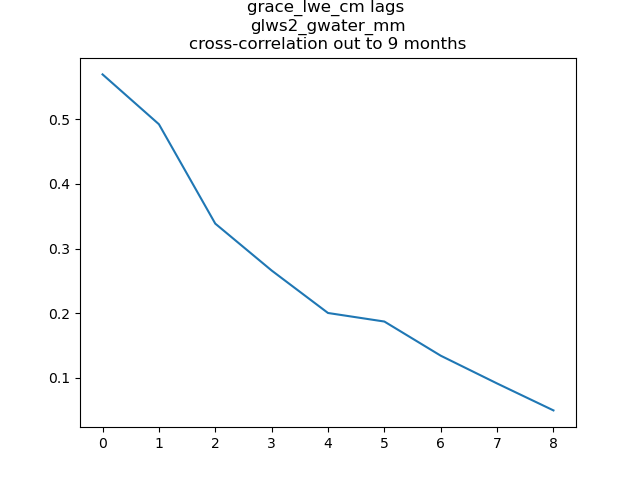 grace_lwe_cm lags
glws2_gwater_mm
cross-correlation out to 9 months
0.5
0.4
0.3
0.2
0.1
0 1 2 3 4 5 6 7 8